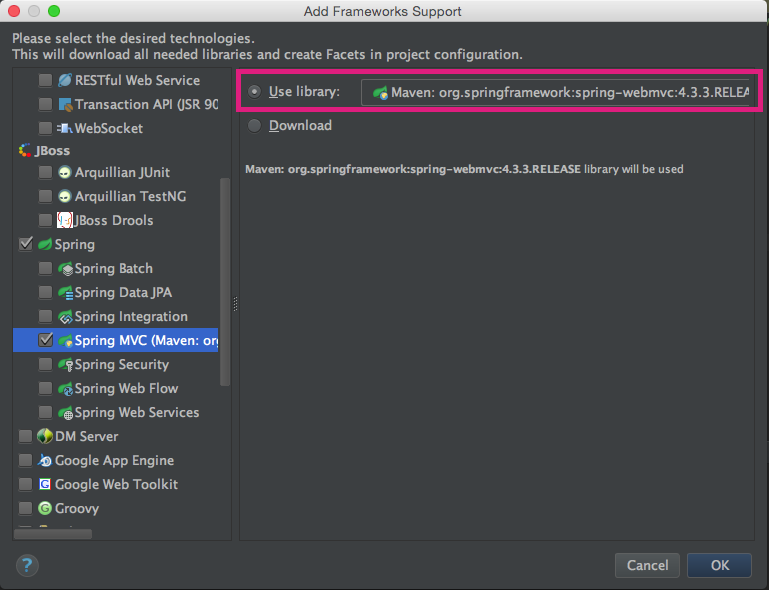 Add Frameworks Support
Please select the desired technologies.
This will download all needed libraries and create Facets in project configuration.
RESTful Web Service
Transaction API (JSR 90
WebSocket
JBoss
Arquillian JUnit
Arquillian TestNG
JBoss Drools
Spring
Spring Batch
Spring Data JPA
Spring Integration
Spring MVC (Maven: org
Spring Security
Spring Web Flow
Spring Web Services
DM Server
Google App Engine
Google Web Toolkit
Groovy
Use library:
Maven: org.springframework:spring-webmvc:4.3.3.RELEA
Download
Maven: org.springframework:spring-webmvc:4.3.3.RELEASE library will be used
?
Cancel
OK